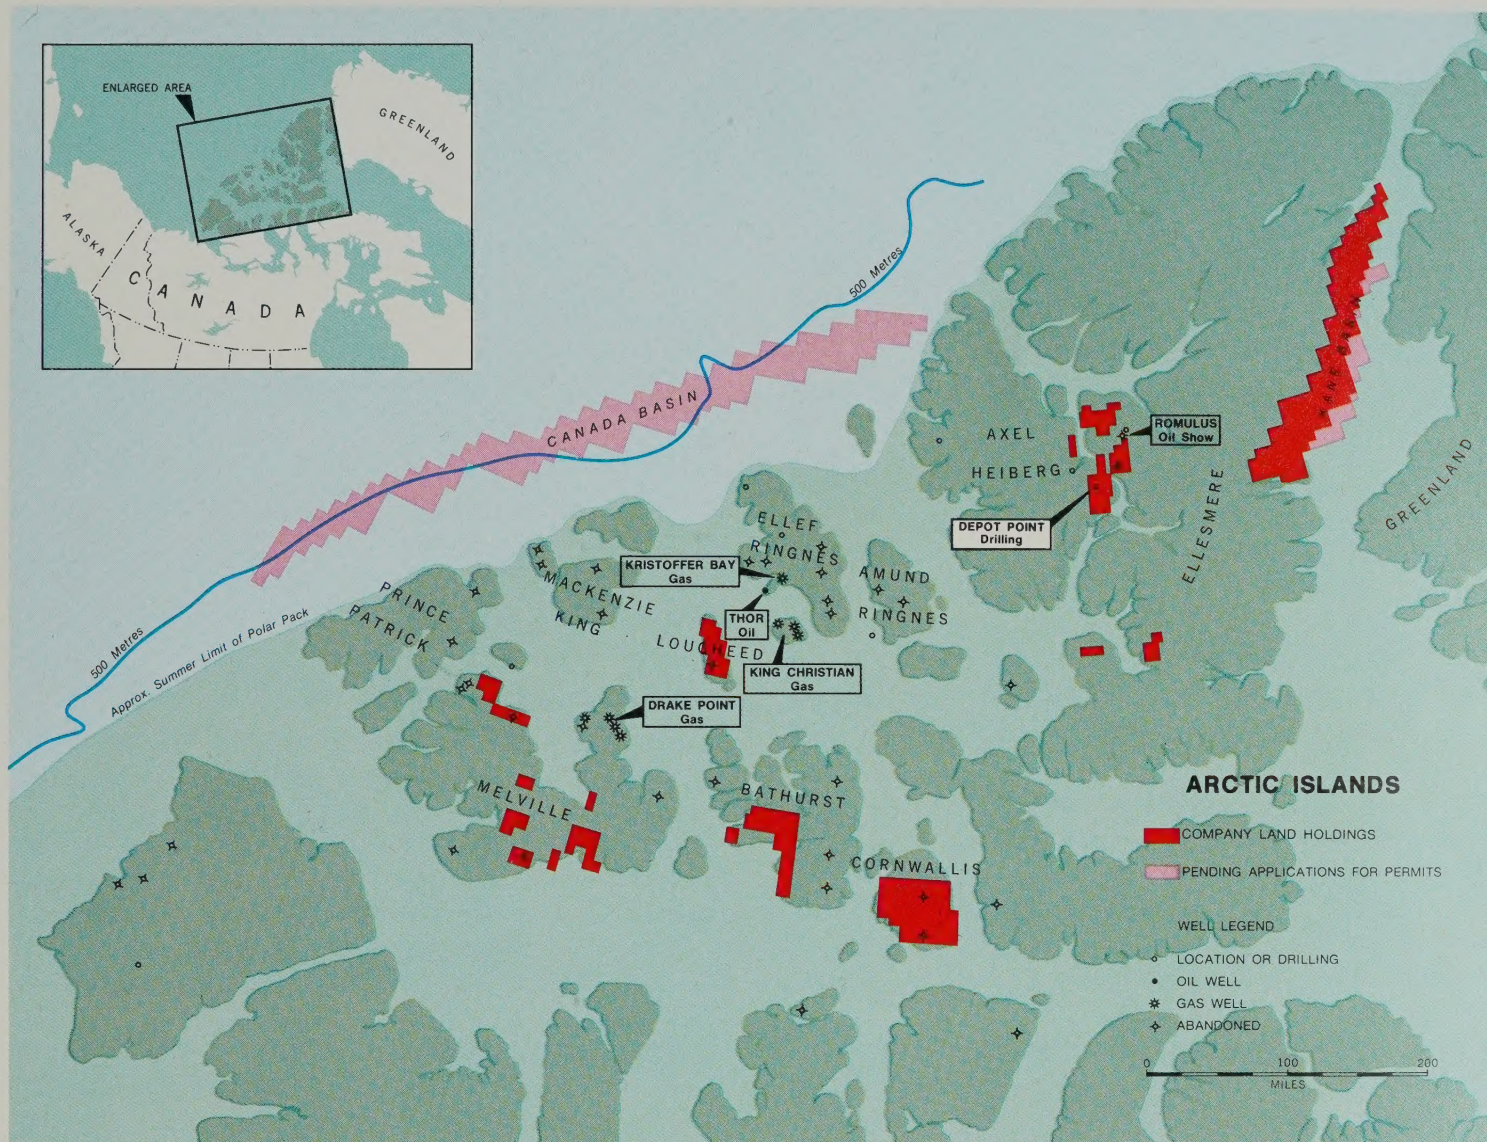 ENLARGED AREA
GREENLAND
ALASKA
CANADA
500 Metres
CANADA BASIN
500 Metres
Approx. Summer Limit of Polar Pack
KANE BASIN
ROMULUS
Oil Show
AXEL
HEIBERG
DEPOT POINT
Drilling
ELLESMERE
GREENLAND
ELLEF
RINGNES
KRISTOFFER BAY
Gas
AMUND
RINGNES
MACKENZIE
KING
PRINCE
PATRICK
THOR
Oil
LOUGHEED
KING CHRISTIAN
Gas
DRAKE POINT
Gas
MELVILLE
BATHURST
CORNWALLIS
ARCTIC ISLANDS
COMPANY LAND HOLDINGS
PENDING APPLICATIONS FOR PERMITS
WELL LEGEND
LOCATION OR DRILLING
OIL WELL
GAS WELL
ABANDONED
0 100 200
MILES